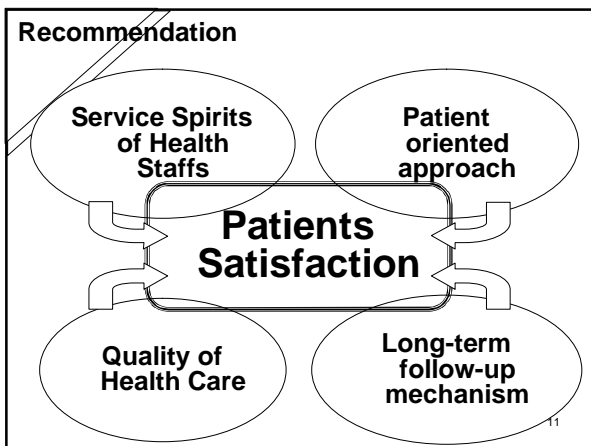 Recommendation
Service Spirits
of Health
Staffs
Patient
oriented
approach
Patients
Satisfaction
Quality of
Health Care
Long-term
follow-up
mechanism
11